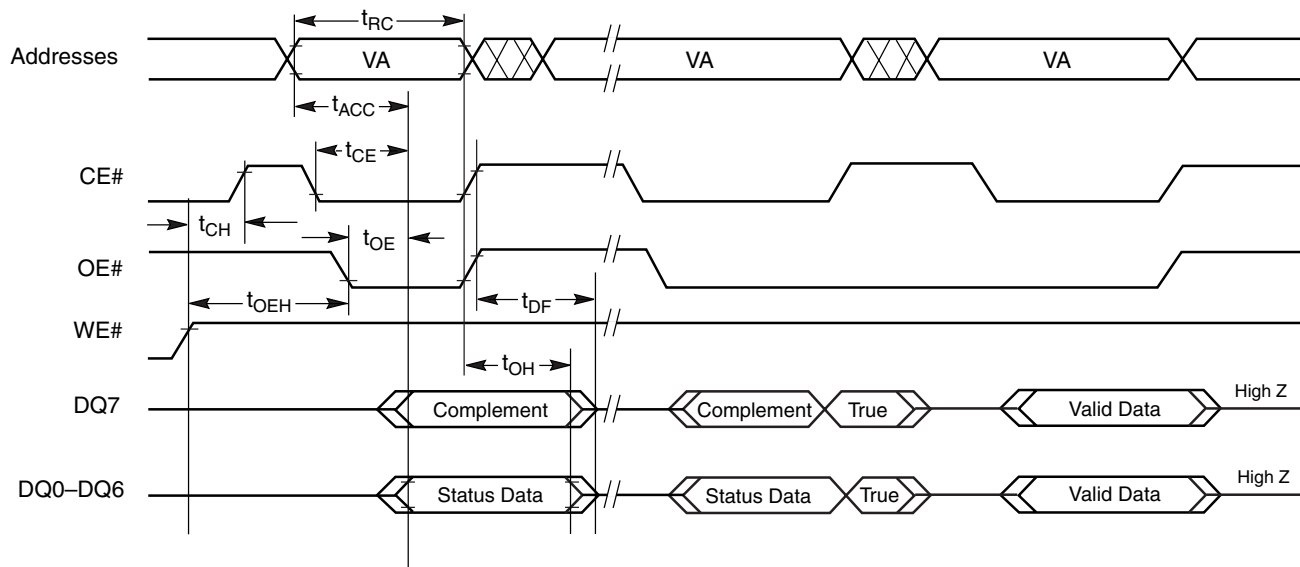 tRC
Addresses VA VA VA
tACC
tCE
CE#
tCH
tOE
OE#
tOEH tDF
WE#
tOH
DQ7 Complement Complement True Valid Data High Z
DQ0–DQ6 Status Data Status Data True Valid Data High Z